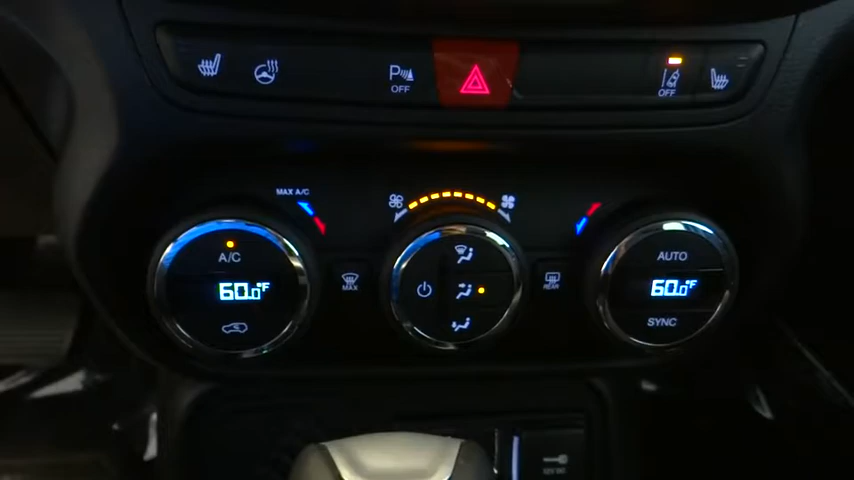 P
OFF
OFF
MAX A/C
A/C
60.0°F
MAX
REAR
AUTO
60.0°F
SYNC